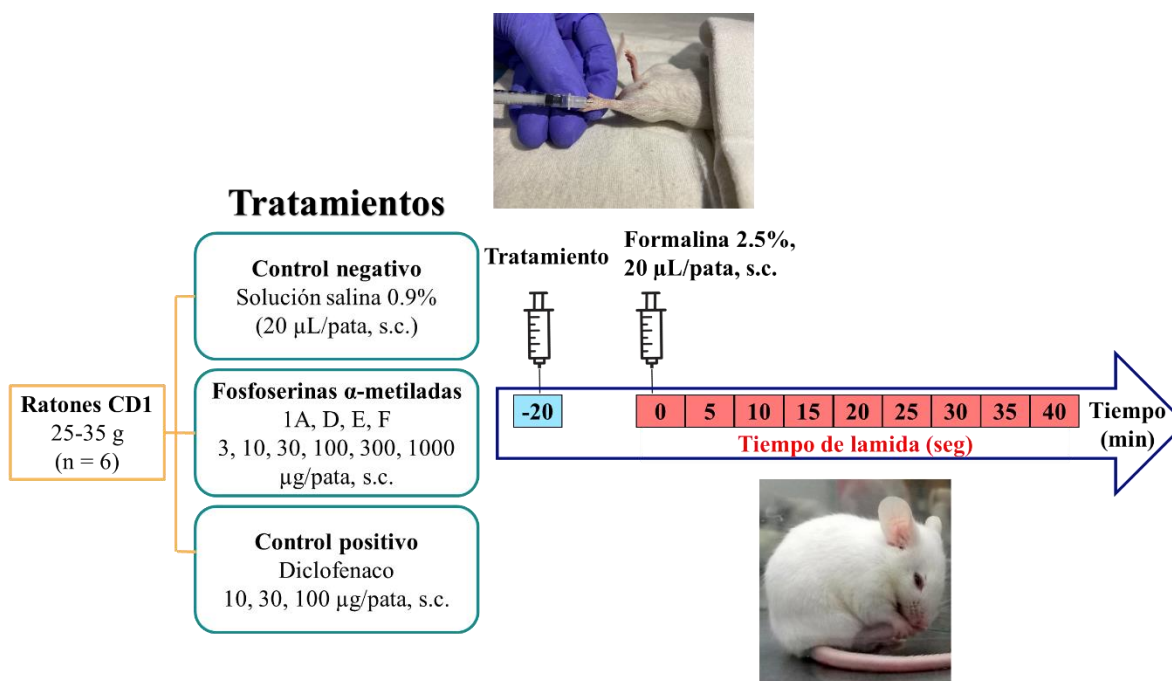 Tratamientos
Control negativo
Solución salina 0.9%
(20 µL/pata, s.c.)
Fosfoserinas α-metiladas
1A, D, E, F
3, 10, 30, 100, 300, 1000
µg/pata, s.c.
Control positivo
Diclofenaco
10, 30, 100 µg/pata, s.c.
Ratones CD1
25-35 g
(n = 6)
Tratamiento
Formalina 2.5%,
20 µL/pata, s.c.
-20 0 5 10 15 20 25 30 35 40
Tiempo de lamida (seg)
Tiempo
(min)